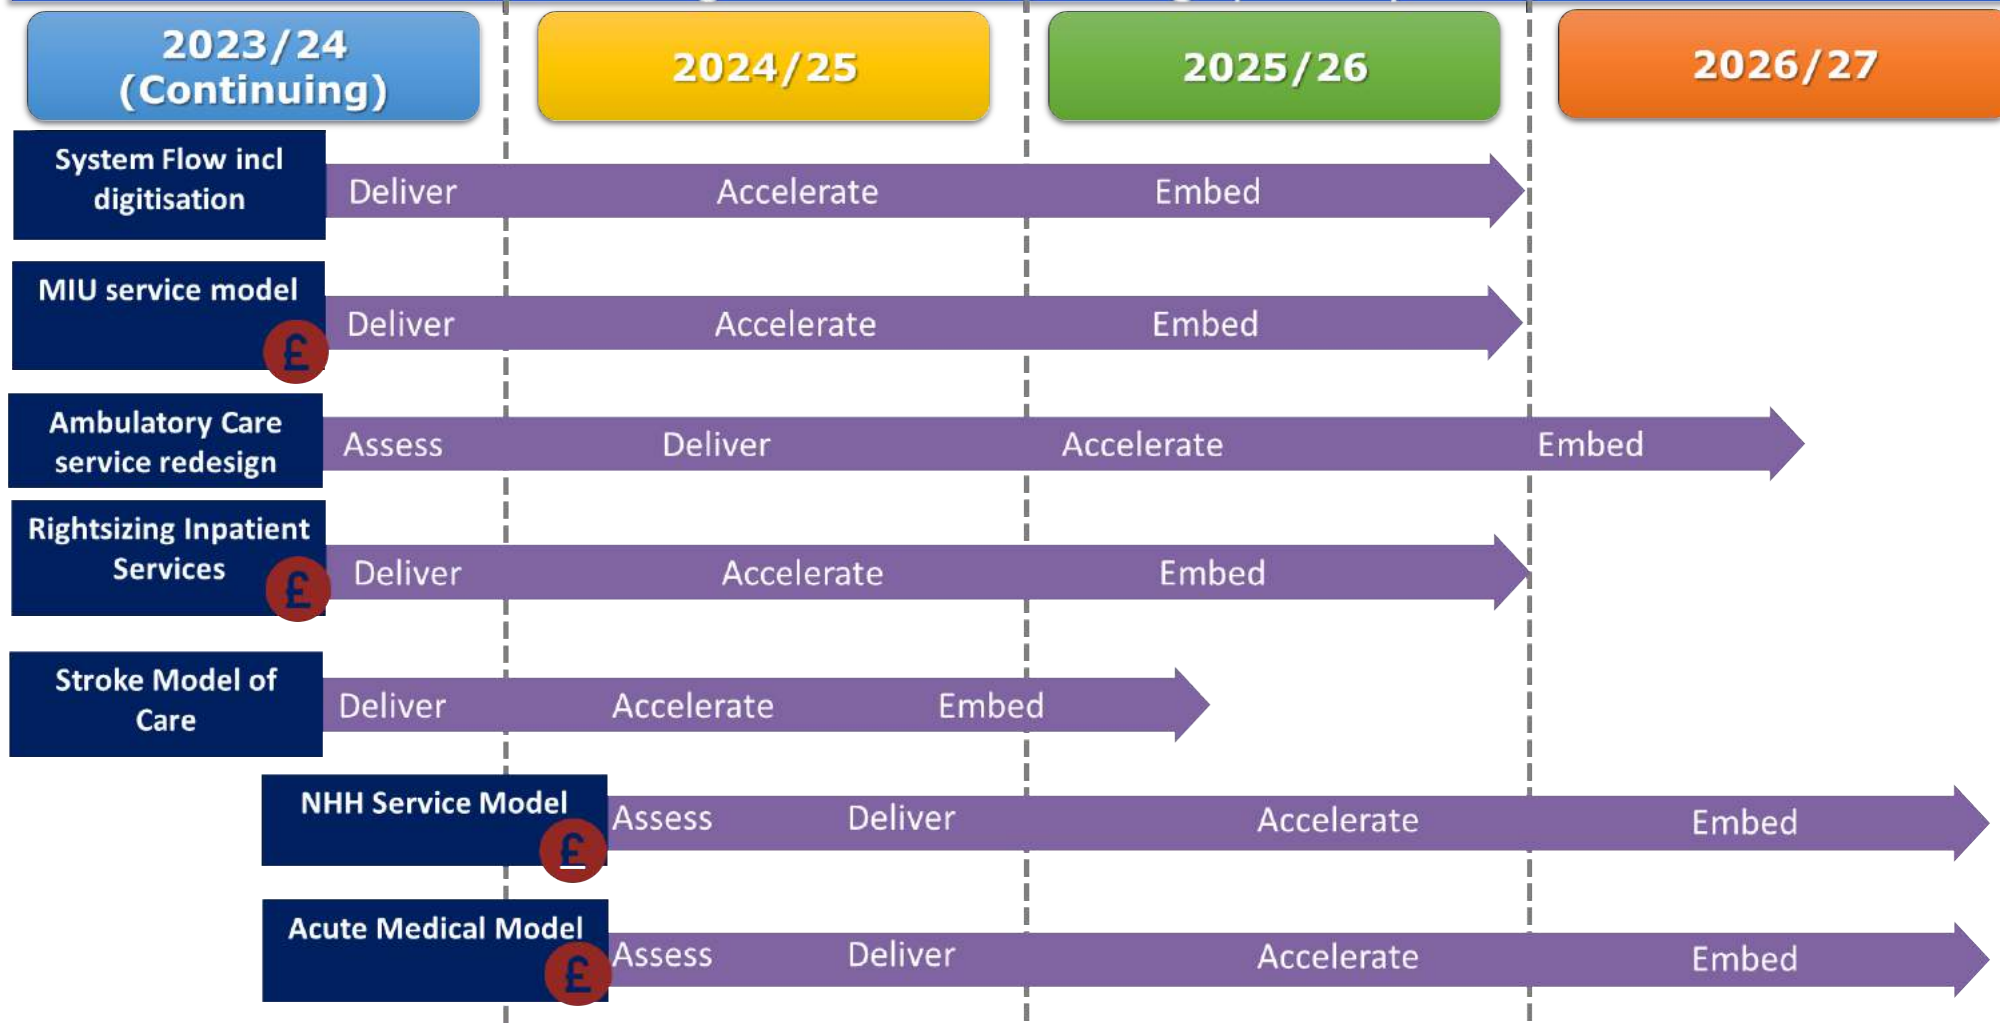 2023/24
(Continuing)
2024/25
2025/26
2026/27
System Flow incl
digitisation
Deliver
Accelerate
Embed
MIU service model
£
Deliver
Accelerate
Embed
Ambulatory Care
service redesign
Assess
Deliver
Accelerate
Embed
Rightsizing Inpatient
Services
£
Deliver
Accelerate
Embed
Stroke Model of
Care
Deliver
Accelerate
Embed
NHH Service Model
£
Assess
Deliver
Accelerate
Embed
Acute Medical Model
£
Assess
Deliver
Accelerate
Embed